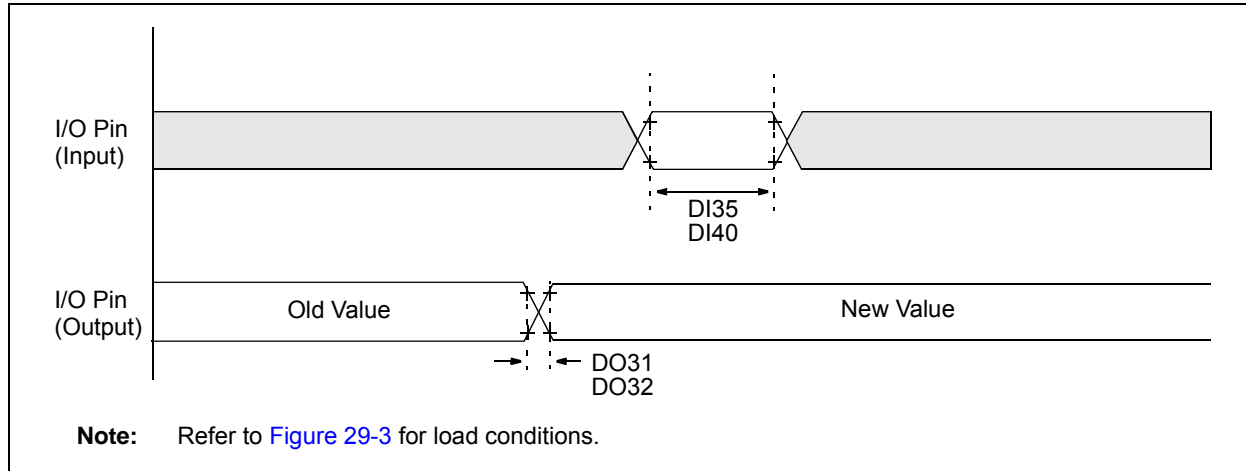 I/O Pin
(Input)
DI35
DI40
I/O Pin
(Output)
Old Value
New Value
DO31
DO32
Note: Refer to Figure 29-3 for load conditions.